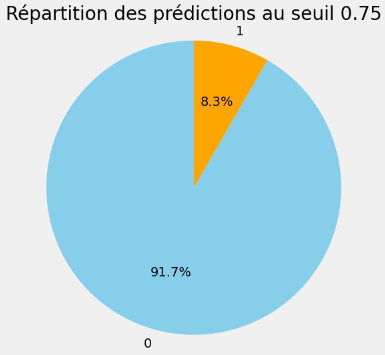 Répartition des prédictions au seuil 0.75
1
8.3%
91.7%
0